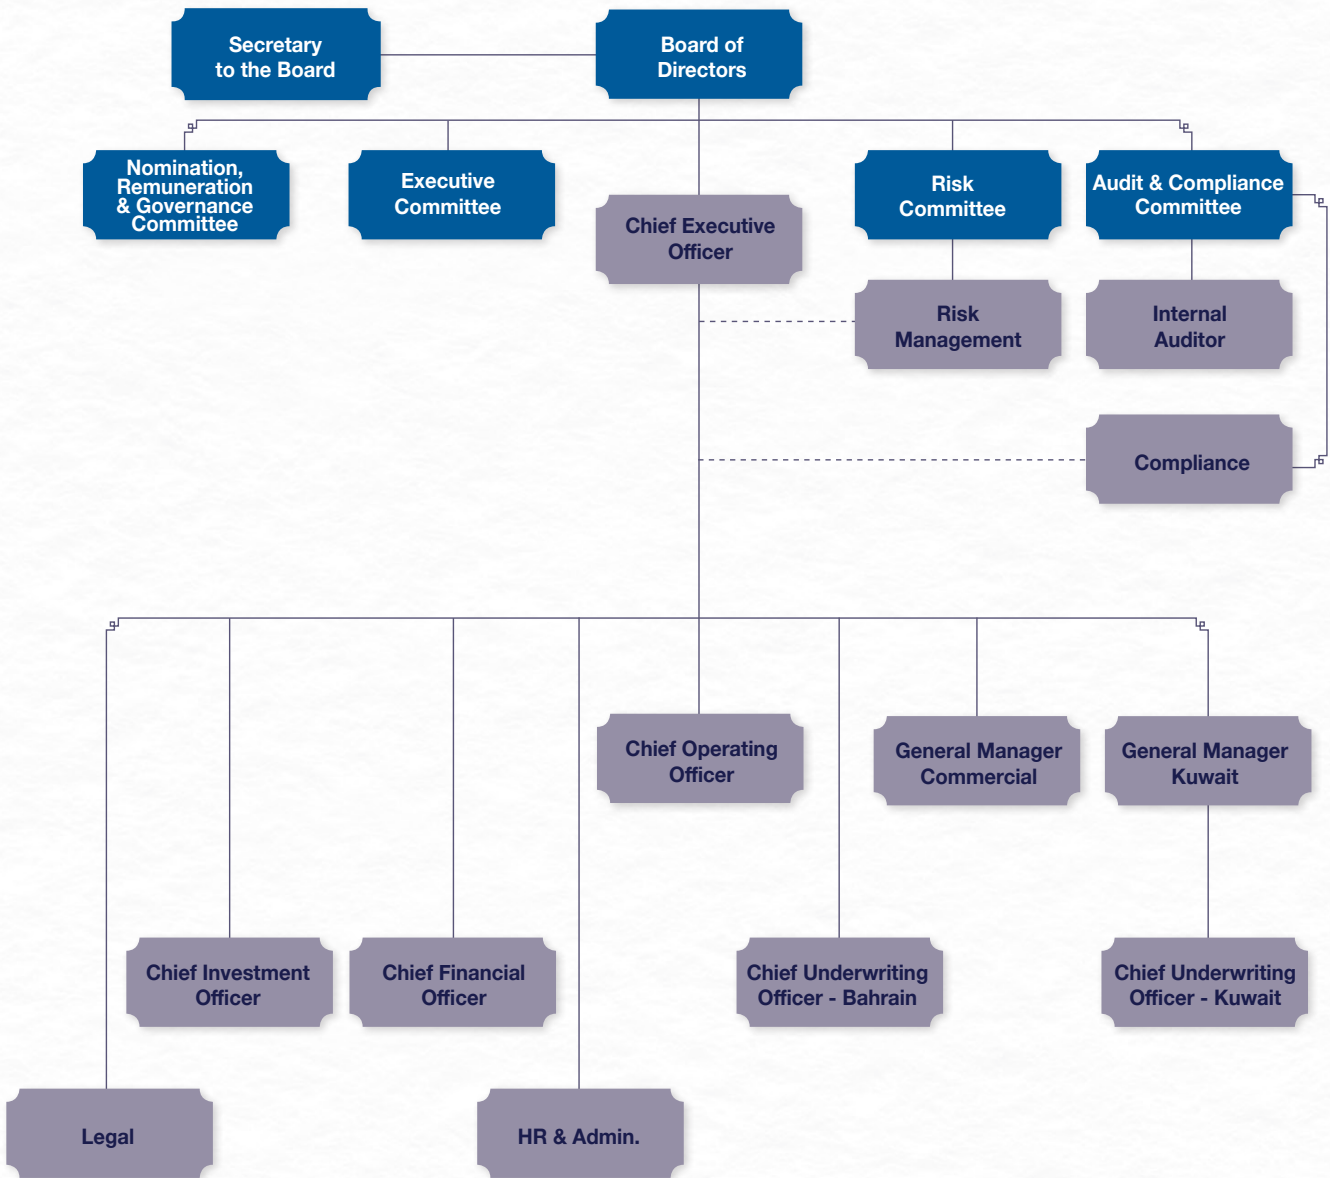 Secretary
to the Board
Board of
Directors
Nomination,
Remuneration
& Governance
Committee
Executive
Committee
Chief Executive
Officer
Risk
Committee
Audit & Compliance
Committee
Risk
Management
Internal
Auditor
Compliance
Chief Operating
Officer
General Manager
Commercial
General Manager
Kuwait
Chief Investment
Officer
Chief Financial
Officer
Chief Underwriting
Officer - Bahrain
Chief Underwriting
Officer - Kuwait
Legal
HR & Admin.